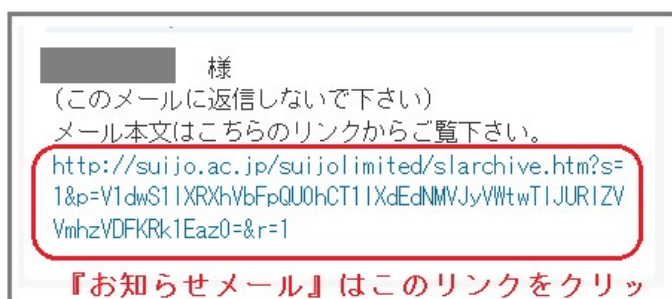 様
(このメールに返信しないで下さい)
メール本文はこちらのリンクからご覧下さい。
http://suijo.ac.jp/suijolimited/slarchive.htm?s=
1&p=V1dwS1IXRXhVbFpQU0hCT1IXdEdNMVJyVWtwTlJURlZV
VmhzVDFKRk1Eaz0=&r=1
『お知らせメール』はこのリンクをクリッ